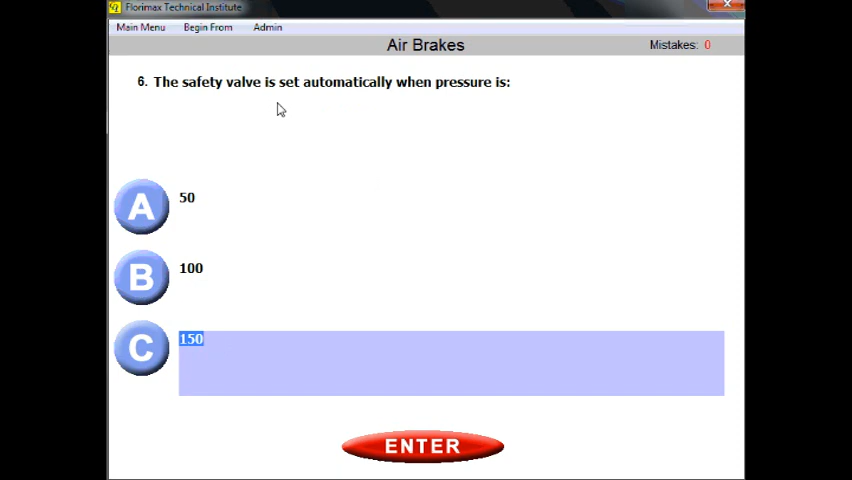 Florimax Technical Institute
Main Menu Begin From Admin
Air Brakes
Mistakes: 0
6. The safety valve is set automatically when pressure is:
A 50
B 100
C 150
ENTER